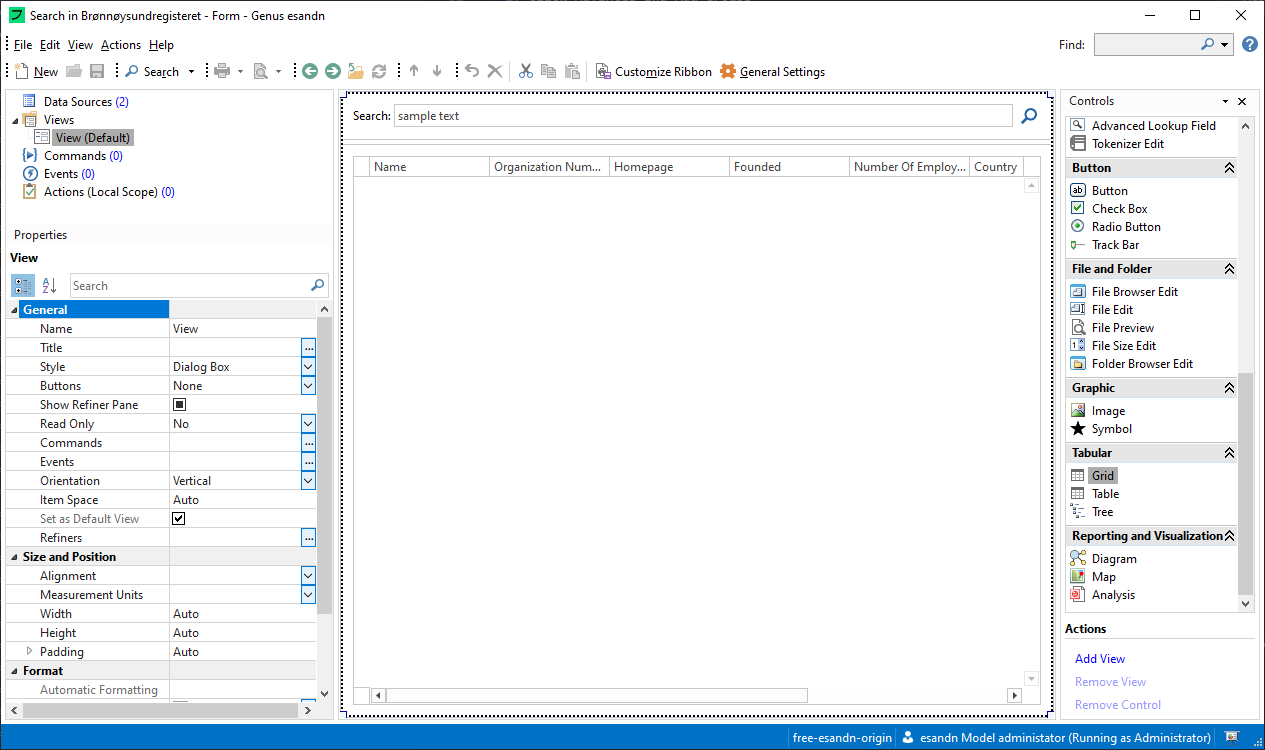 Search in Brønnøysundregisteret - Form - Genus esandn
File Edit View Actions Help
Find:
New
Search
Customize Ribbon
General Settings
Data Sources (2)
Views
View (Default)
Commands (0)
Events (0)
Actions (Local Scope) (0)
Properties
View
Search
General
Name View
Title
Style Dialog Box
Buttons None
Show Refiner Pane
Read Only No
Commands
Events
Orientation Vertical
Item Space Auto
Set as Default View
Refiners
Size and Position
Alignment
Measurement Units
Width Auto
Height Auto
Padding Auto
Format
Automatic Formatting
Search: sample text
Name Organization Num... Homepage Founded Number Of Employ... Country
Controls
Advanced Lookup Field
Tokenizer Edit
Button
Button
Check Box
Radio Button
Track Bar
File and Folder
File Browser Edit
File Edit
File Preview
File Size Edit
Folder Browser Edit
Graphic
Image
Symbol
Tabular
Grid
Table
Tree
Reporting and Visualization
Diagram
Map
Analysis
Actions
Add View
Remove View
Remove Control
free-esandn-origin
esandn Model administator (Running as Administrator)